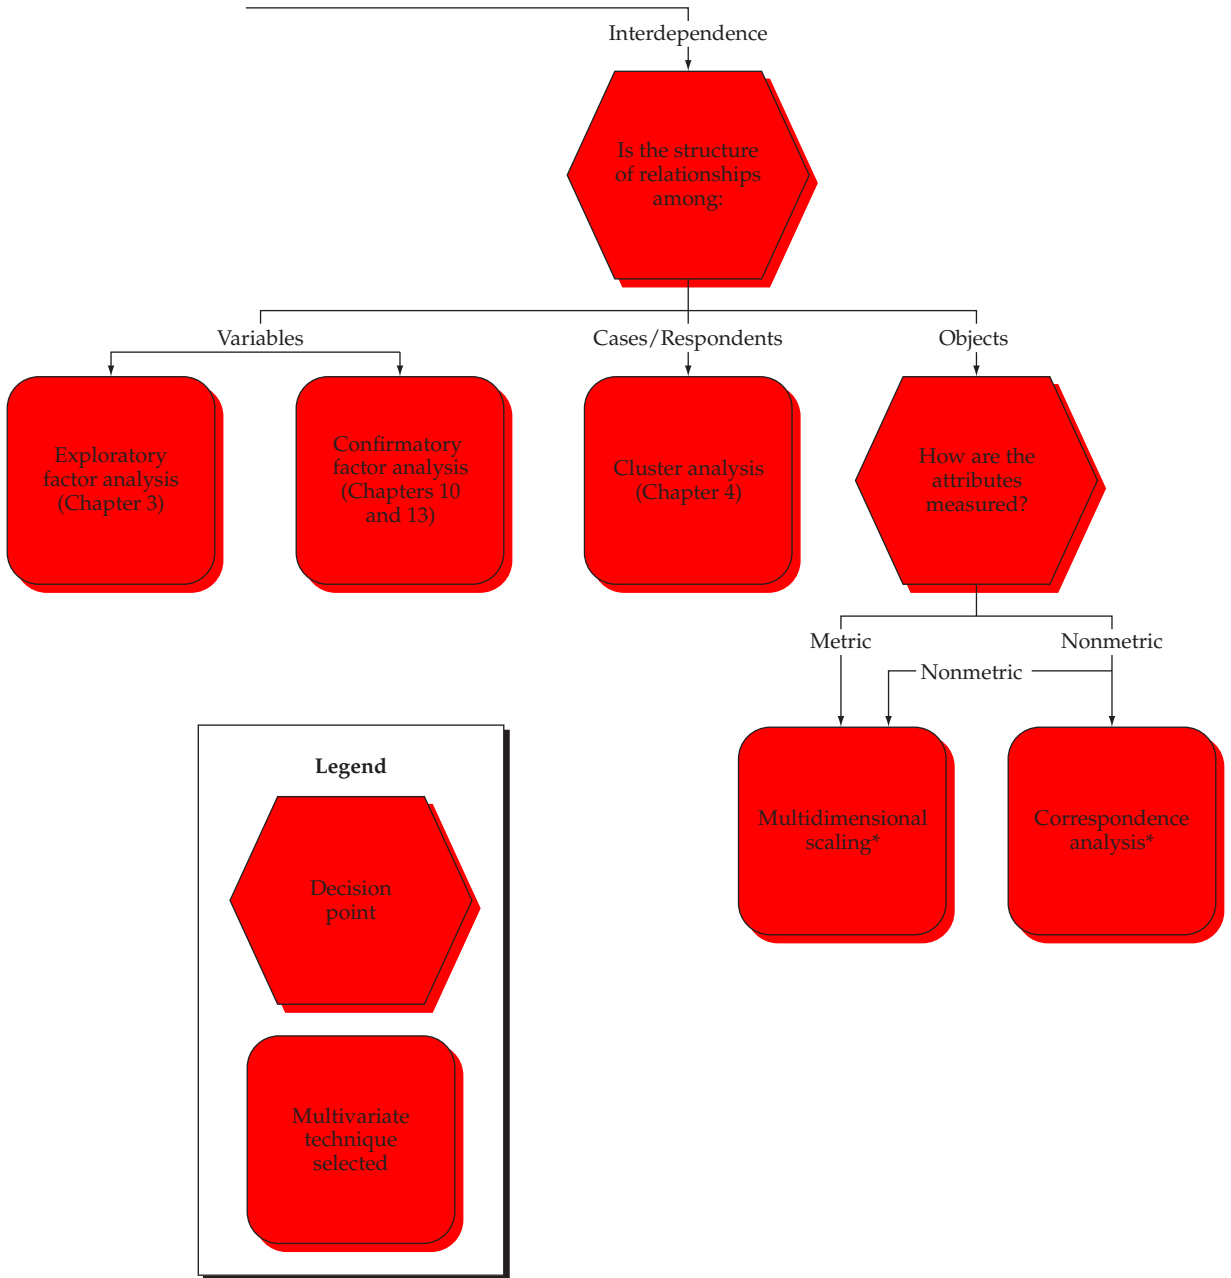 Interdependence
Is the structure
of relationships
among:
Variables
Cases/Respondents
Objects
Exploratory
factor analysis
(Chapter 3)
Confirmatory
factor analysis
(Chapters 10
and 13)
Cluster analysis
(Chapter 4)
How are the
attributes
measured?
Metric
Nonmetric
Nonmetric
Multidimensional
scaling*
Correspondence
analysis*
Legend
Decision
point
Multivariate
technique
selected